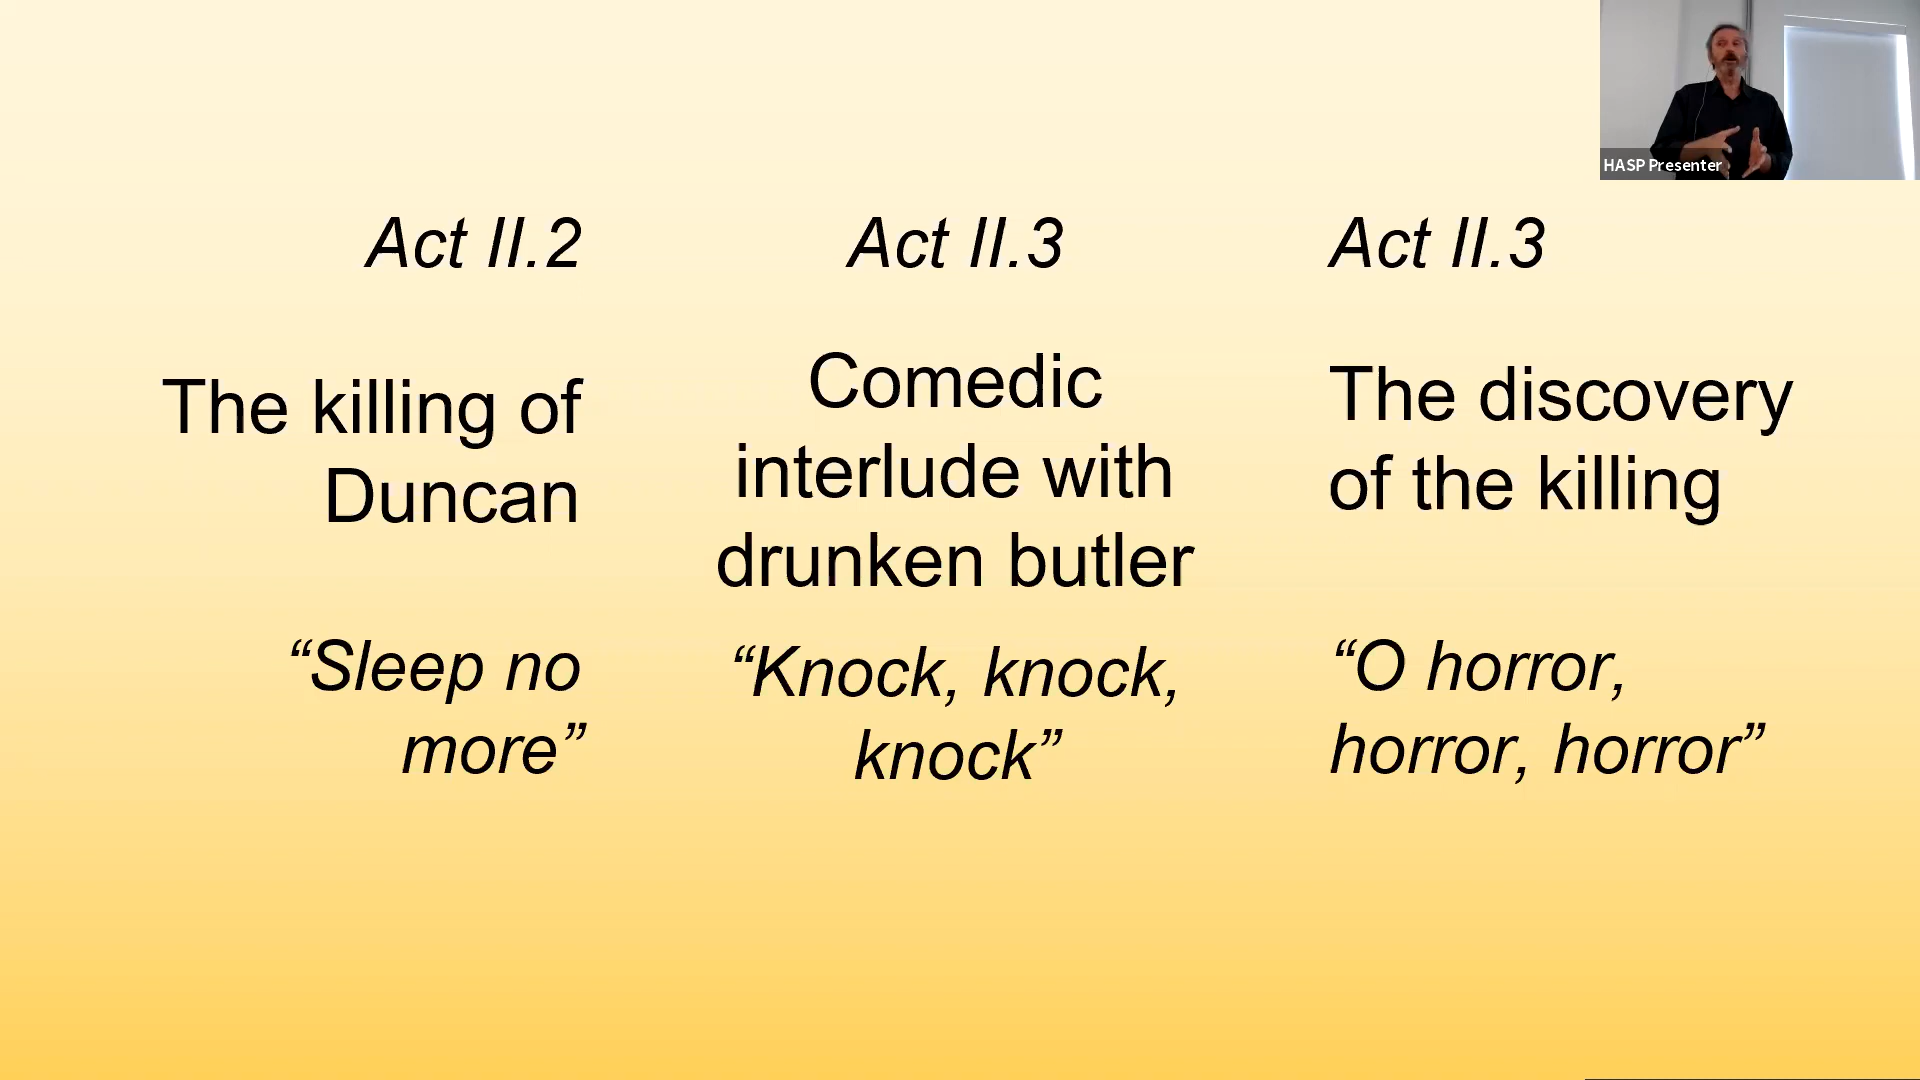 HASP Presenter
Act II.2
The killing of
Duncan
“Sleep no
more”
Act II.3
Comedic
interlude with
drunken butler
“Knock, knock,
knock”
Act II.3
The discovery
of the killing
“O horror,
horror, horror”